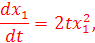 dx₁/dt = 2tx₁²,